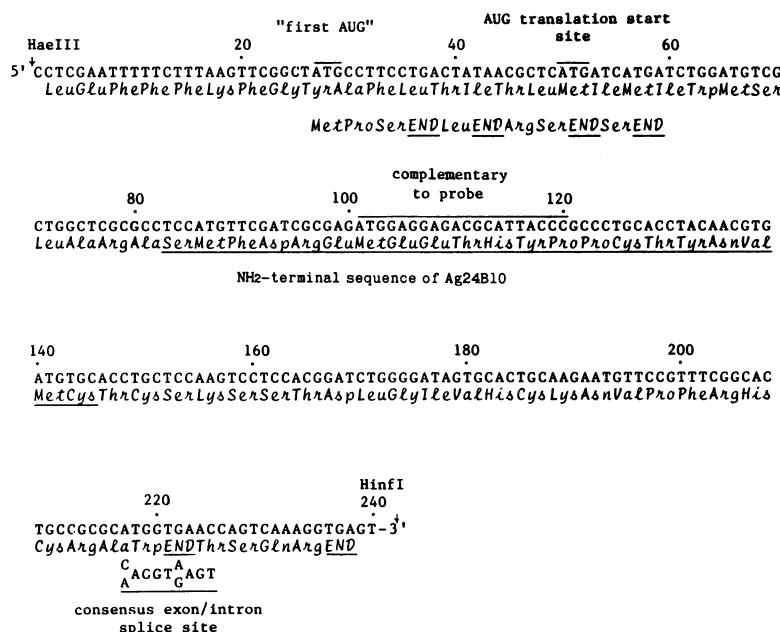 "first AUG"
AUG translation start
site
HaeIII
20 40 60
5' CCTCGAATTTTTCTTTAAGTTCGGCTATGCCTTCCTGACTATAACGCTCATGATCATGATCTGGATGTCG
LeuGluPhePhePheLysPheGlyTyrAlaPheLeuThrIleThrLeuMetIleMetIleTrpMetSer
MetProSerENDLeuENDArgSerENDSerEND
complementary
to probe
80 100 120
CTGGCTCGCGCCTCCATGTTCGATCGCGAGATGGAGGAGACGCATTACCCGCCCTGCACCTACAACGTG
LeuAlaArgAlaSerMetPheAspArgGluMetGluGluThrHisTyrProProCysThrTyrAsnVal
NH2-terminal sequence of Ag24B10
140 160 180 200
ATGTGCACCTGCTCCAAGTCCTCCACGGATCTGGGGATAGTGCACTGCAAGAATGTTCCGTTTCGGCAC
MetCysThrCysSerLysSerSerThrAspLeuGlyIleValHisCysLysAsnValProPheArgHis
HinfI
220 240
TGCCGCGCATGGTGAACCAGTCAAAGGTGAGT-3'
CysArgAlaTrpENDThrSerGlnArgEND
C A
AGGT AGT
A G
consensus exon/intron
splice site